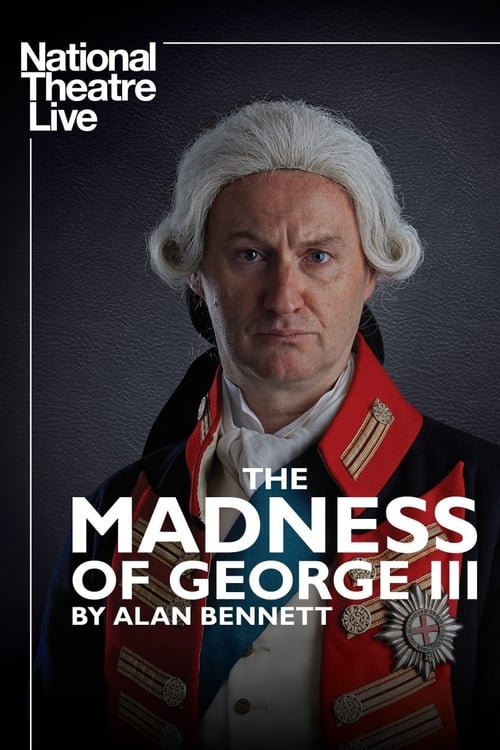 National
Theatre
Live
THE
MADNESS
OF GEORGE III
BY ALAN BENNETT